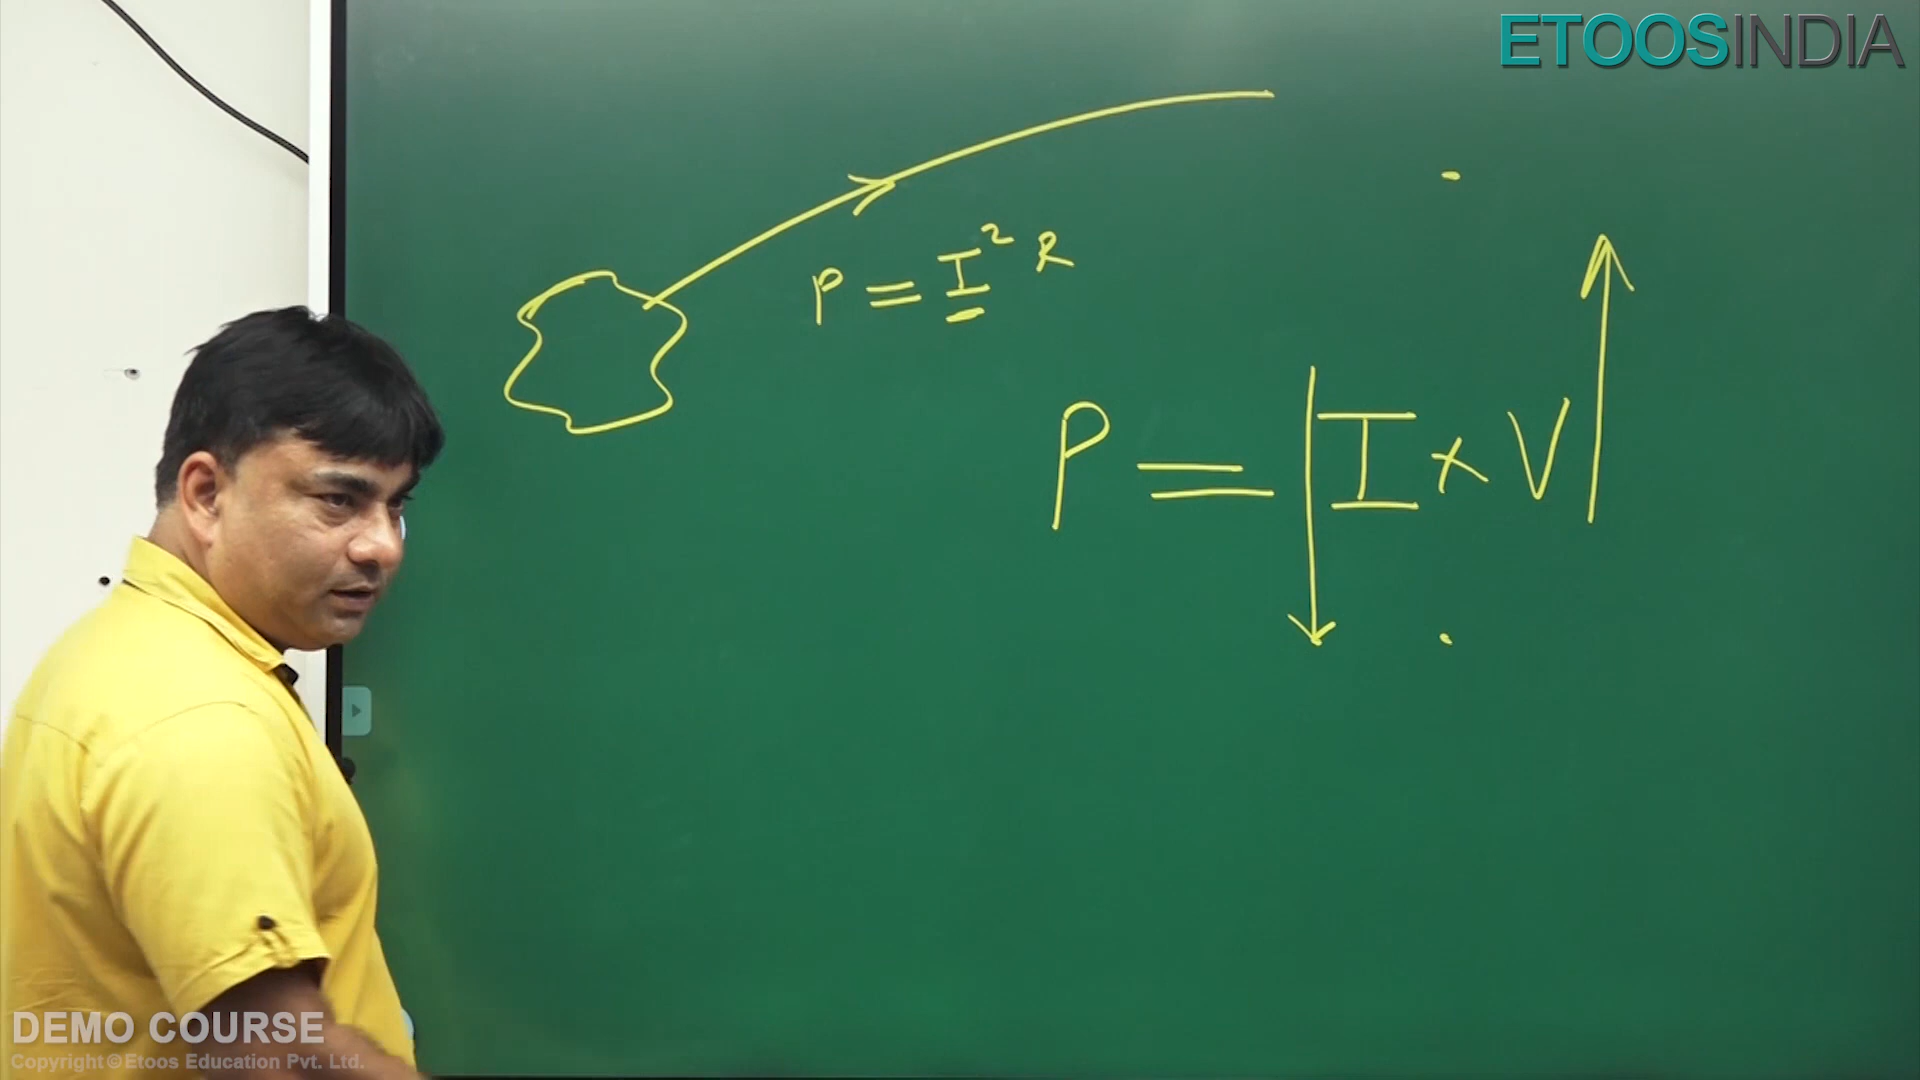 ETOOSINDIA
P = I² R
P = I × V
DEMO COURSE
Copyright © Etoos Education Pvt. Ltd.